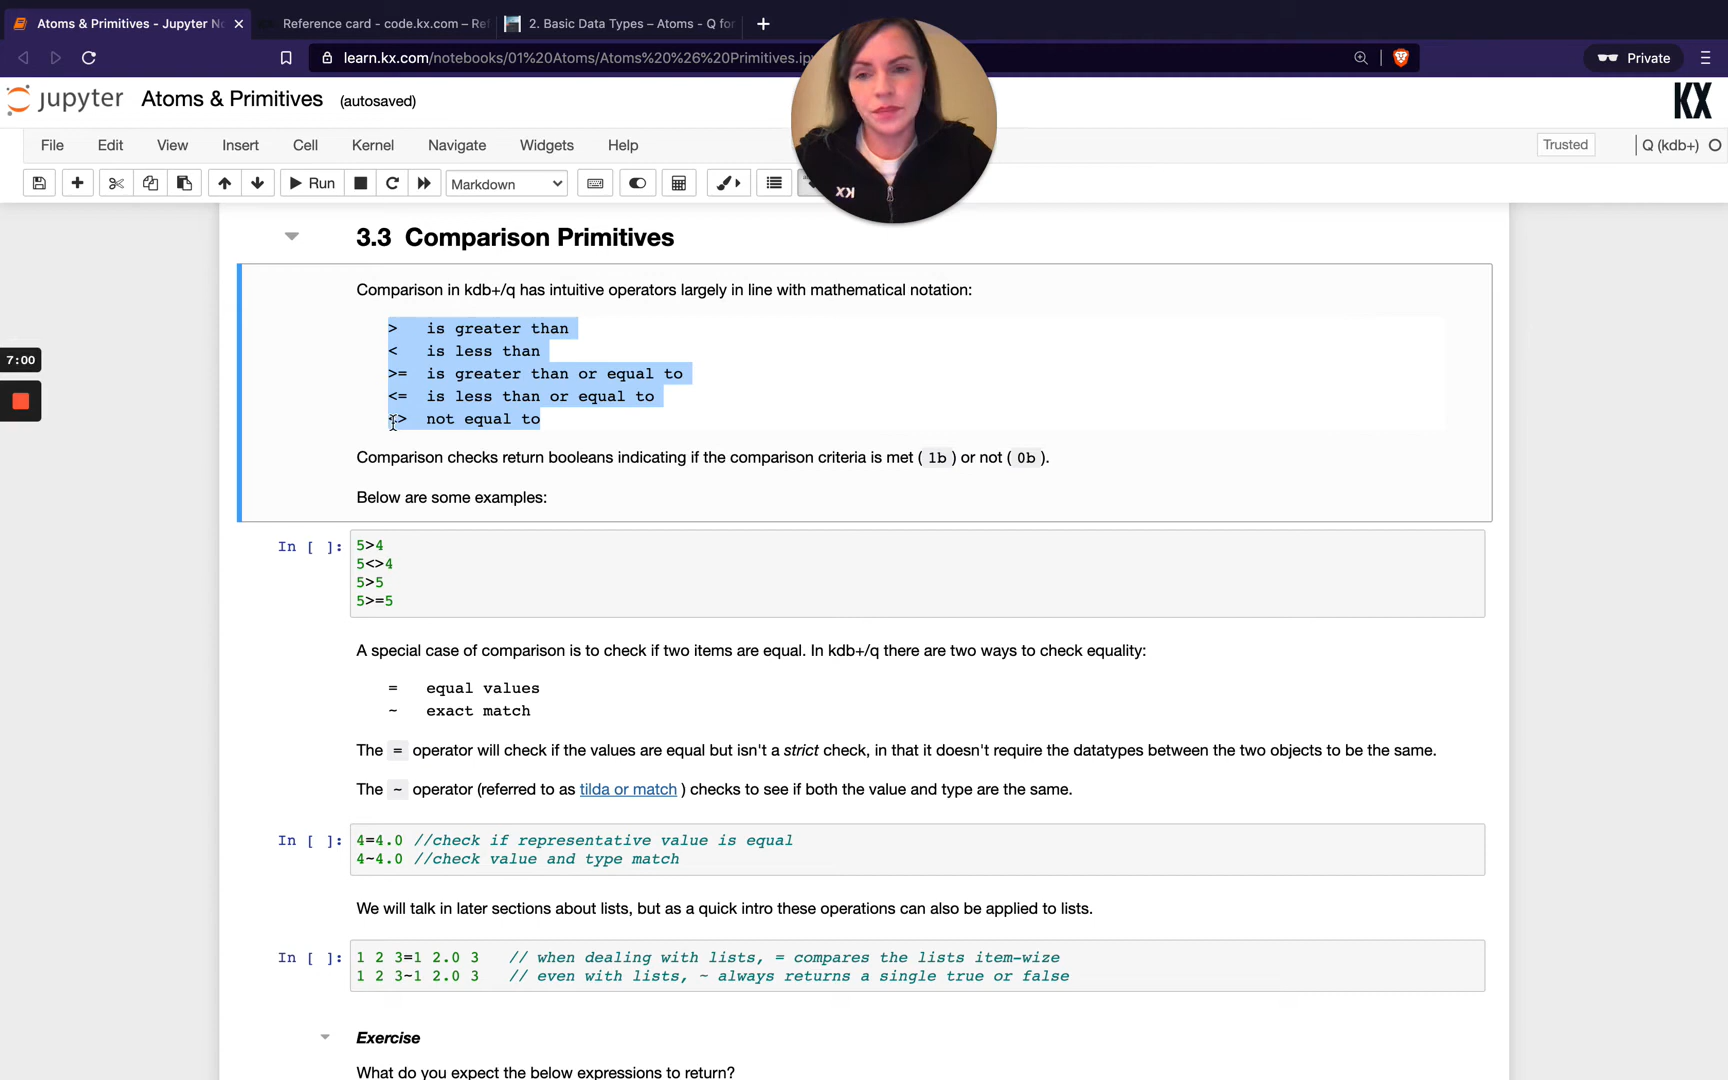 Atoms & Primitives - Jupyter N
Reference card - code.kx.com – Ref
2. Basic Data Types – Atoms - Q for
learn.kx.com/notebooks/01%20Atoms/Atoms%20%26%20Primitives.ip
Private
jupyter Atoms & Primitives (autosaved)
KX
File Edit View Insert Cell Kernel Navigate Widgets Help
Trusted
Q (kdb+)
Run
Markdown
KX
7:00
3.3 Comparison Primitives
Comparison in kdb+/q has intuitive operators largely in line with mathematical notation:
> is greater than
< is less than
>= is greater than or equal to
<= is less than or equal to
<> not equal to
Comparison checks return booleans indicating if the comparison criteria is met ( 1b ) or not ( 0b ).
Below are some examples:
In [ ]: 5>4
5<>4
5>5
5>=5
A special case of comparison is to check if two items are equal. In kdb+/q there are two ways to check equality:
= equal values
~ exact match
The = operator will check if the values are equal but isn't a strict check, in that it doesn't require the datatypes between the two objects to be the same.
The ~ operator (referred to as tilda or match ) checks to see if both the value and type are the same.
In [ ]: 4=4.0 //check if representative value is equal
4~4.0 //check value and type match
We will talk in later sections about lists, but as a quick intro these operations can also be applied to lists.
In [ ]: 1 2 3=1 2.0 3 // when dealing with lists, = compares the lists item-wize
1 2 3~1 2.0 3 // even with lists, ~ always returns a single true or false
Exercise
What do you expect the below expressions to return?